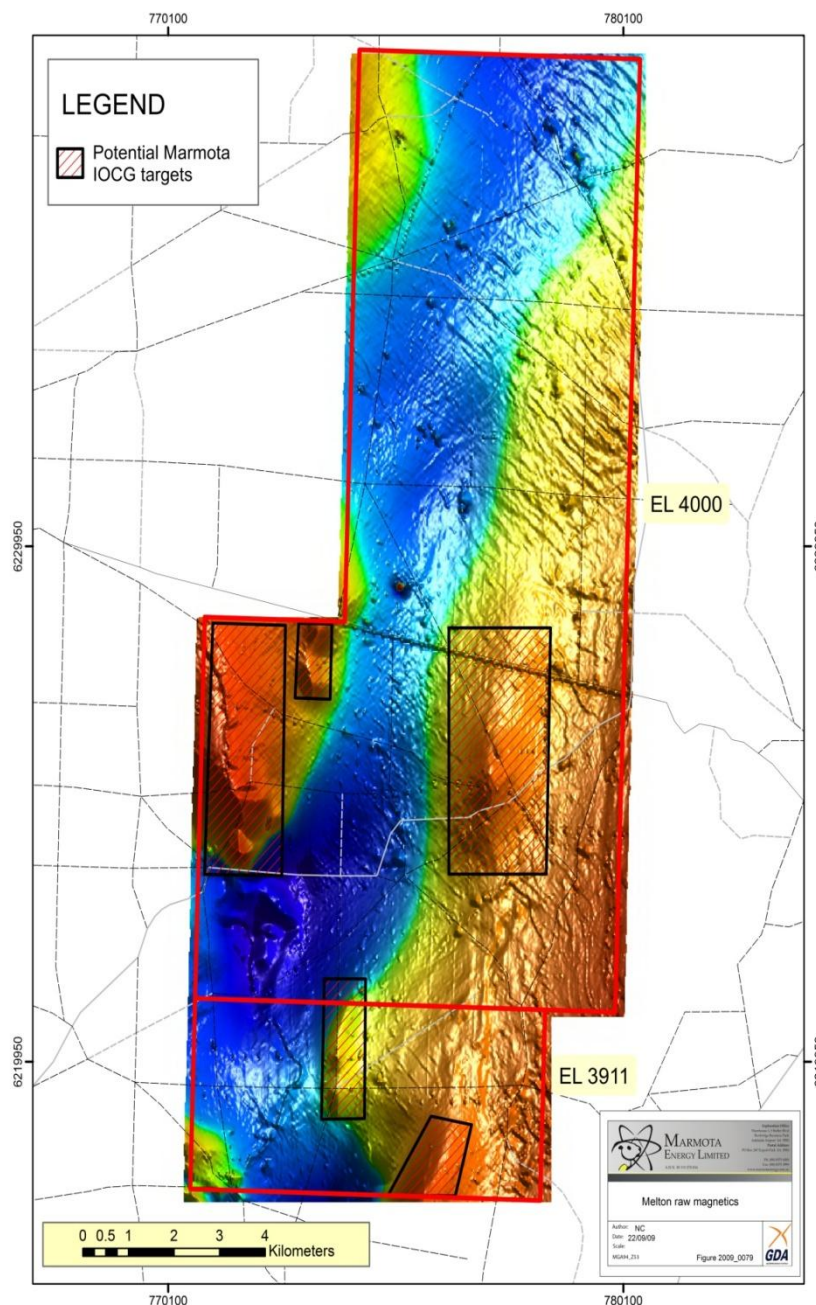 770100
780100
LEGEND
Potential Marmota
IOCG targets
EL 4000
6229950
6219950
EL 3911
0 0.5 1 2 3 4
Kilometers
MARMOTA
ENERGY LIMITED
Melton raw magnetics
Author: NC
Date: 22/09/09
Scale:
MGA94_Z53
Figure 2009_0079
GDA
770100
780100